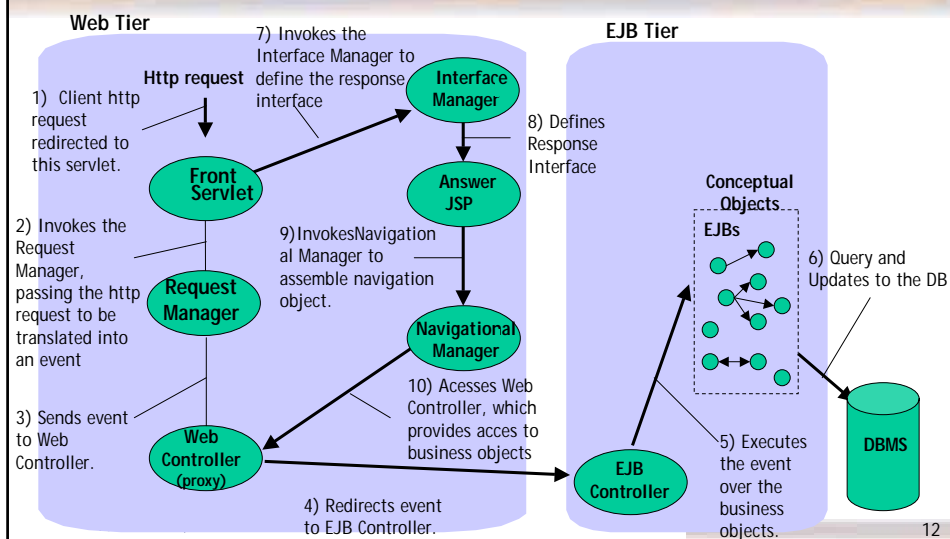 Web Tier
EJB Tier
Http request
1) Client http
request
redirected to
this servlet.
7) Invokes the
Interface Manager to
define the response
interface
Interface
Manager
8) Defines
Response
Interface
Front
Servlet
Answer
JSP
2) Invokes the
Request
Manager,
passing the http
request to be
translated into
an event
9)InvokesNavigation
al Manager to
assemble navigation
object.
Request
Manager
Navigational
Manager
3) Sends event
to Web
Controller.
10) Acesses Web
Controller, which
provides acces to
business objects
Web
Controller
(proxy)
4) Redirects event
to EJB Controller.
EJB
Controller
5) Executes
the event
over the
business
objects.
Conceptual
Objects
EJBs
6) Query and
Updates to the DB
DBMS
12